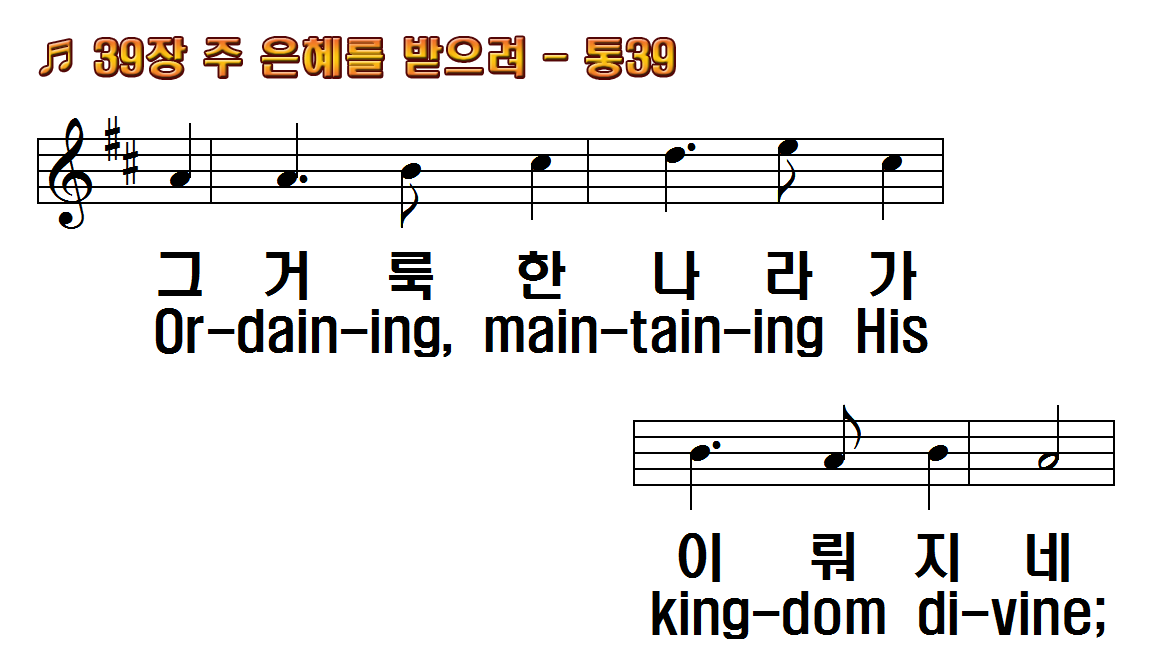 ♬ 39장 주 은혜를 받으려 - 통39
그 거 룩 한 나 라 가
Or-dain-ing, main-tain-ing His
이 뤄 지 네
king-dom di-vine;